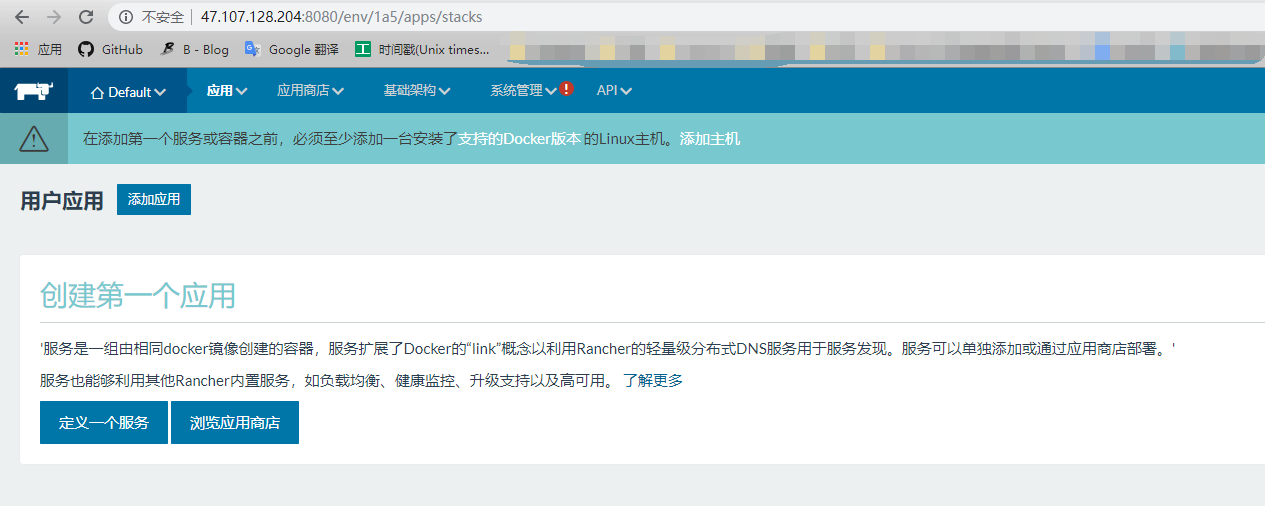 不安全 47.107.128.204:8080/env/1a5/apps/stacks
应用 GitHub B - Blog Google 翻译 时间戳(Unix times...
Default 应用 应用商店 基础架构 系统管理 ! API
在添加第一个服务或容器之前，必须至少添加一台安装了支持的Docker版本 的Linux主机。添加主机
用户应用 添加应用
创建第一个应用
'服务是一组由相同docker镜像创建的容器，服务扩展了Docker的“link”概念以利用Rancher的轻量级分布式DNS服务用于服务发现。服务可以单独添加或通过应用商店部署。'
服务也能够利用其他Rancher内置服务，如负载均衡、健康监控、升级支持以及高可用。 了解更多
定义一个服务 浏览应用商店